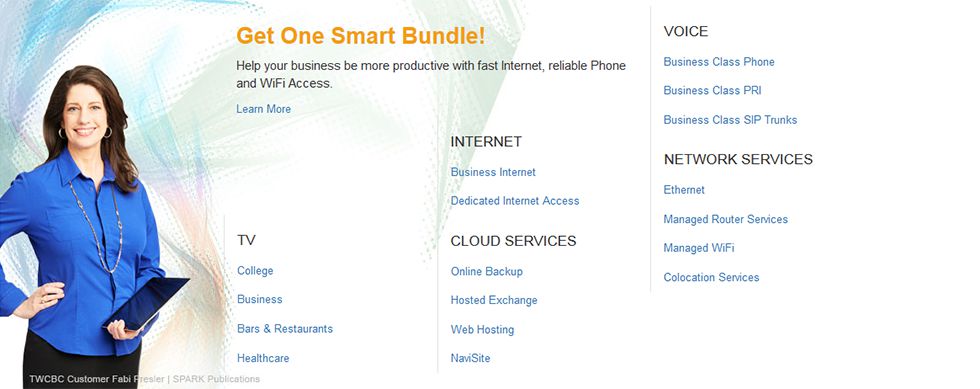 Get One Smart Bundle!
Help your business be more productive with fast Internet, reliable Phone
and WiFi Access.
Learn More
TV
College
Business
Bars & Restaurants
Healthcare
INTERNET
Business Internet
Dedicated Internet Access
CLOUD SERVICES
Online Backup
Hosted Exchange
Web Hosting
NaviSite
VOICE
Business Class Phone
Business Class PRI
Business Class SIP Trunks
NETWORK SERVICES
Ethernet
Managed Router Services
Managed WiFi
Colocation Services
TWCBC Customer Fabi Presler | SPARK Publications